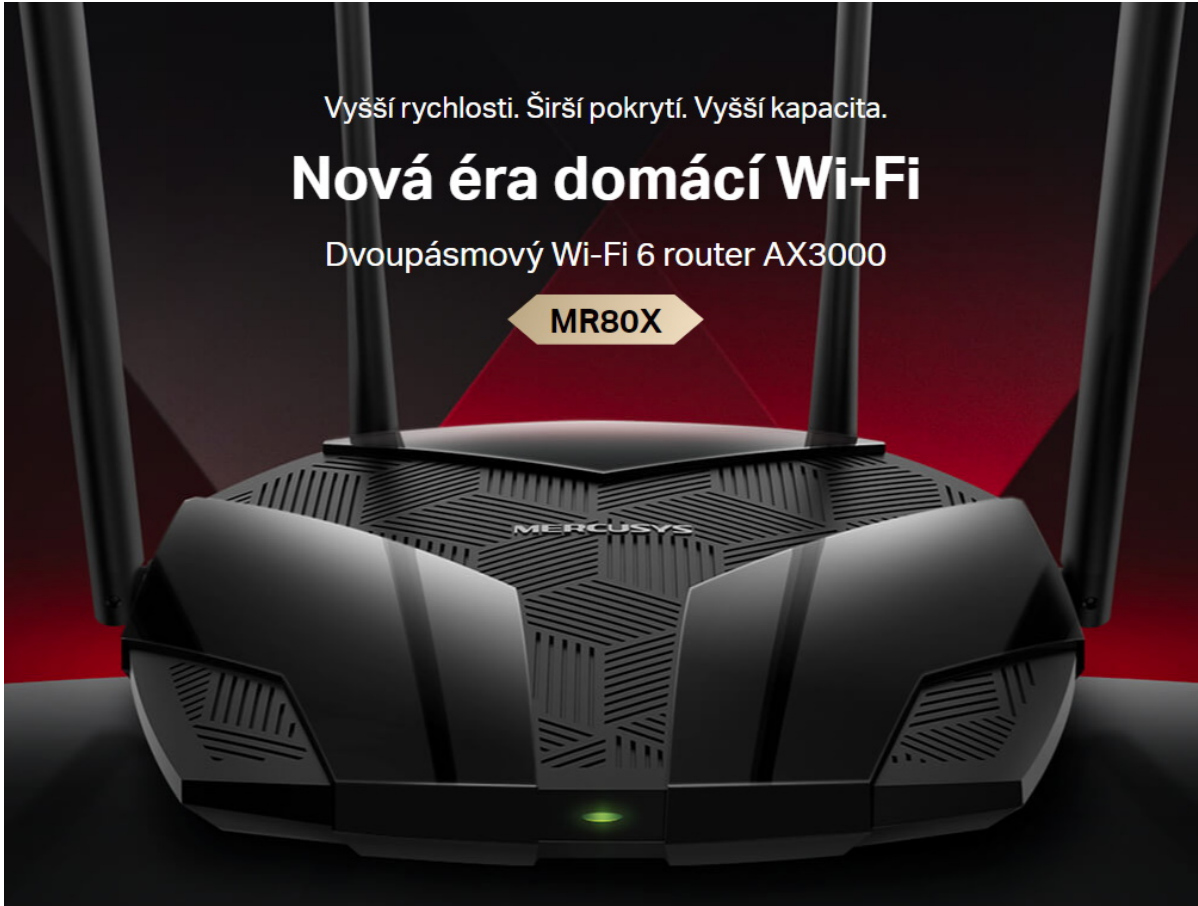 Vyšší rychlosti. Širší pokrytí. Vyšší kapacita.
Nová éra domácí Wi-Fi
Dvoupásmový Wi-Fi 6 router AX3000
MR80X
MERCUSYS